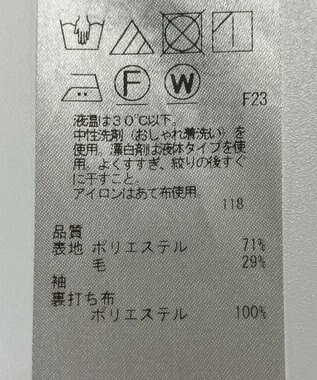 F W
F23
液温は30℃以下。
中性洗剤(おしゃれ着洗い)を
使用。漂白剤は液体タイプを使
用。よくすすぎ、絞りの後すぐ
に干すこと。
アイロンはあて布使用。
118
品質
表地 ポリエステル 71%
毛 29%
袖
裏打ち布
ポリエステル 100%